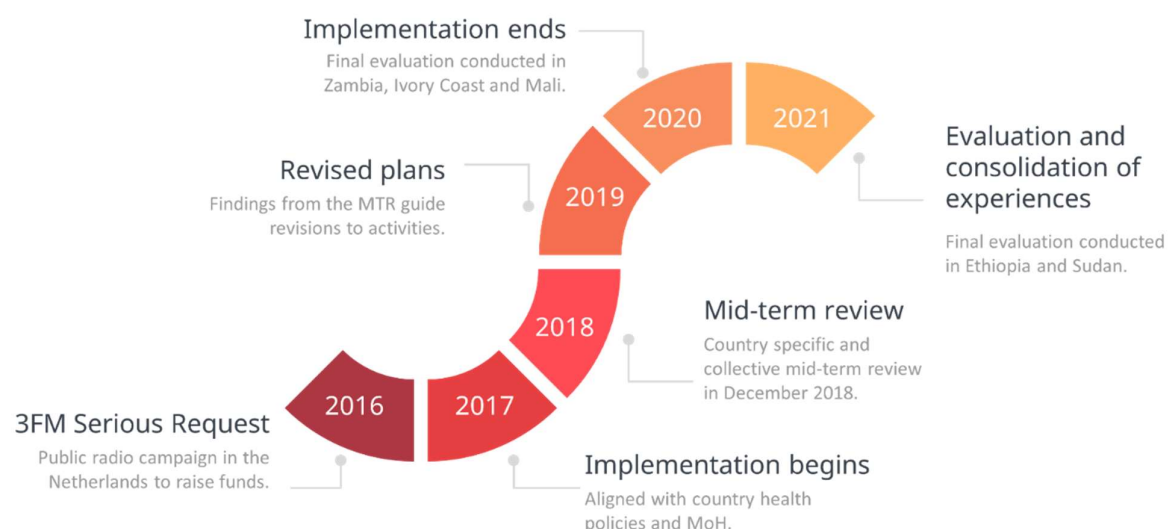 Implementation ends
Final evaluation conducted in
Zambia, Ivory Coast and Mali.
2020
2021
Evaluation and
consolidation of
experiences
Final evaluation conducted
in Ethiopia and Sudan.
Revised plans
Findings from the MTR guide
revisions to activities.
2019
2018
Mid-term review
Country specific and
collective mid-term review
in December 2018.
3FM Serious Request
Public radio campaign in the
Netherlands to raise funds.
2016
2017
Implementation begins
Aligned with country health
policies and MoH.